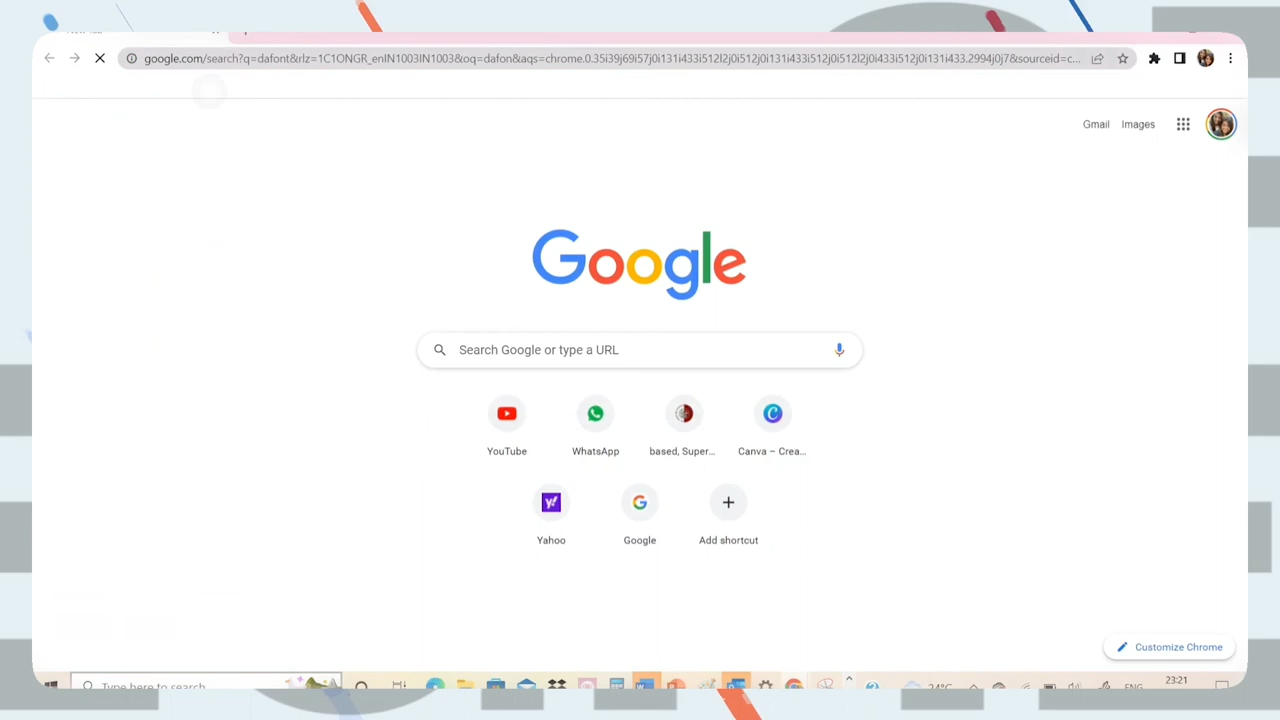 google.com/search?q=dafont&rlz=1C1ONGR_enIN1003IN1003&oq=dafon&aqs=chrome.0.35i39j69i57j0i131i433i512l2j0i512j0i131i433i512j0i512l2j0i433i512j0i131i433.2994j0j7&sourceid=c...
Gmail Images
Google
Search Google or type a URL
YouTube WhatsApp based, Super... Canva – Crea...
Yahoo Google Add shortcut
Customize Chrome
Type here to search 24°C ENG 23:21